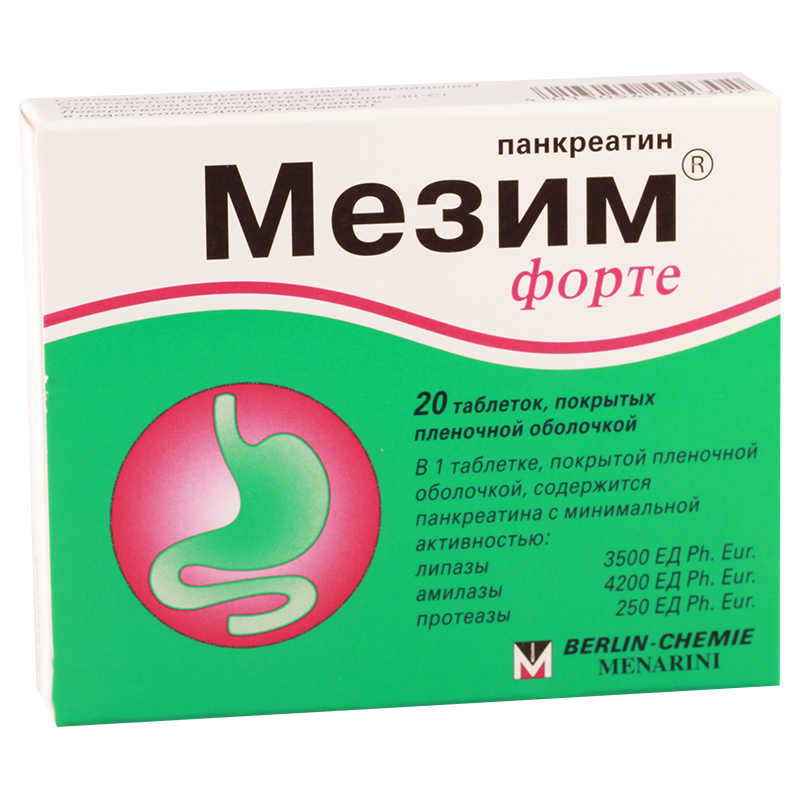 панкреатин
Мезим®
форте
20 таблеток, покрытых
пленочной оболочкой
В 1 таблетке, покрытой пленочной
оболочкой, содержится
панкреатина с минимальной
активностью:
липазы 3500 ЕД Ph. Eur.
амилазы 4200 ЕД Ph. Eur.
протеазы 250 ЕД Ph. Eur.
BERLIN-CHEMIE
MENARINI